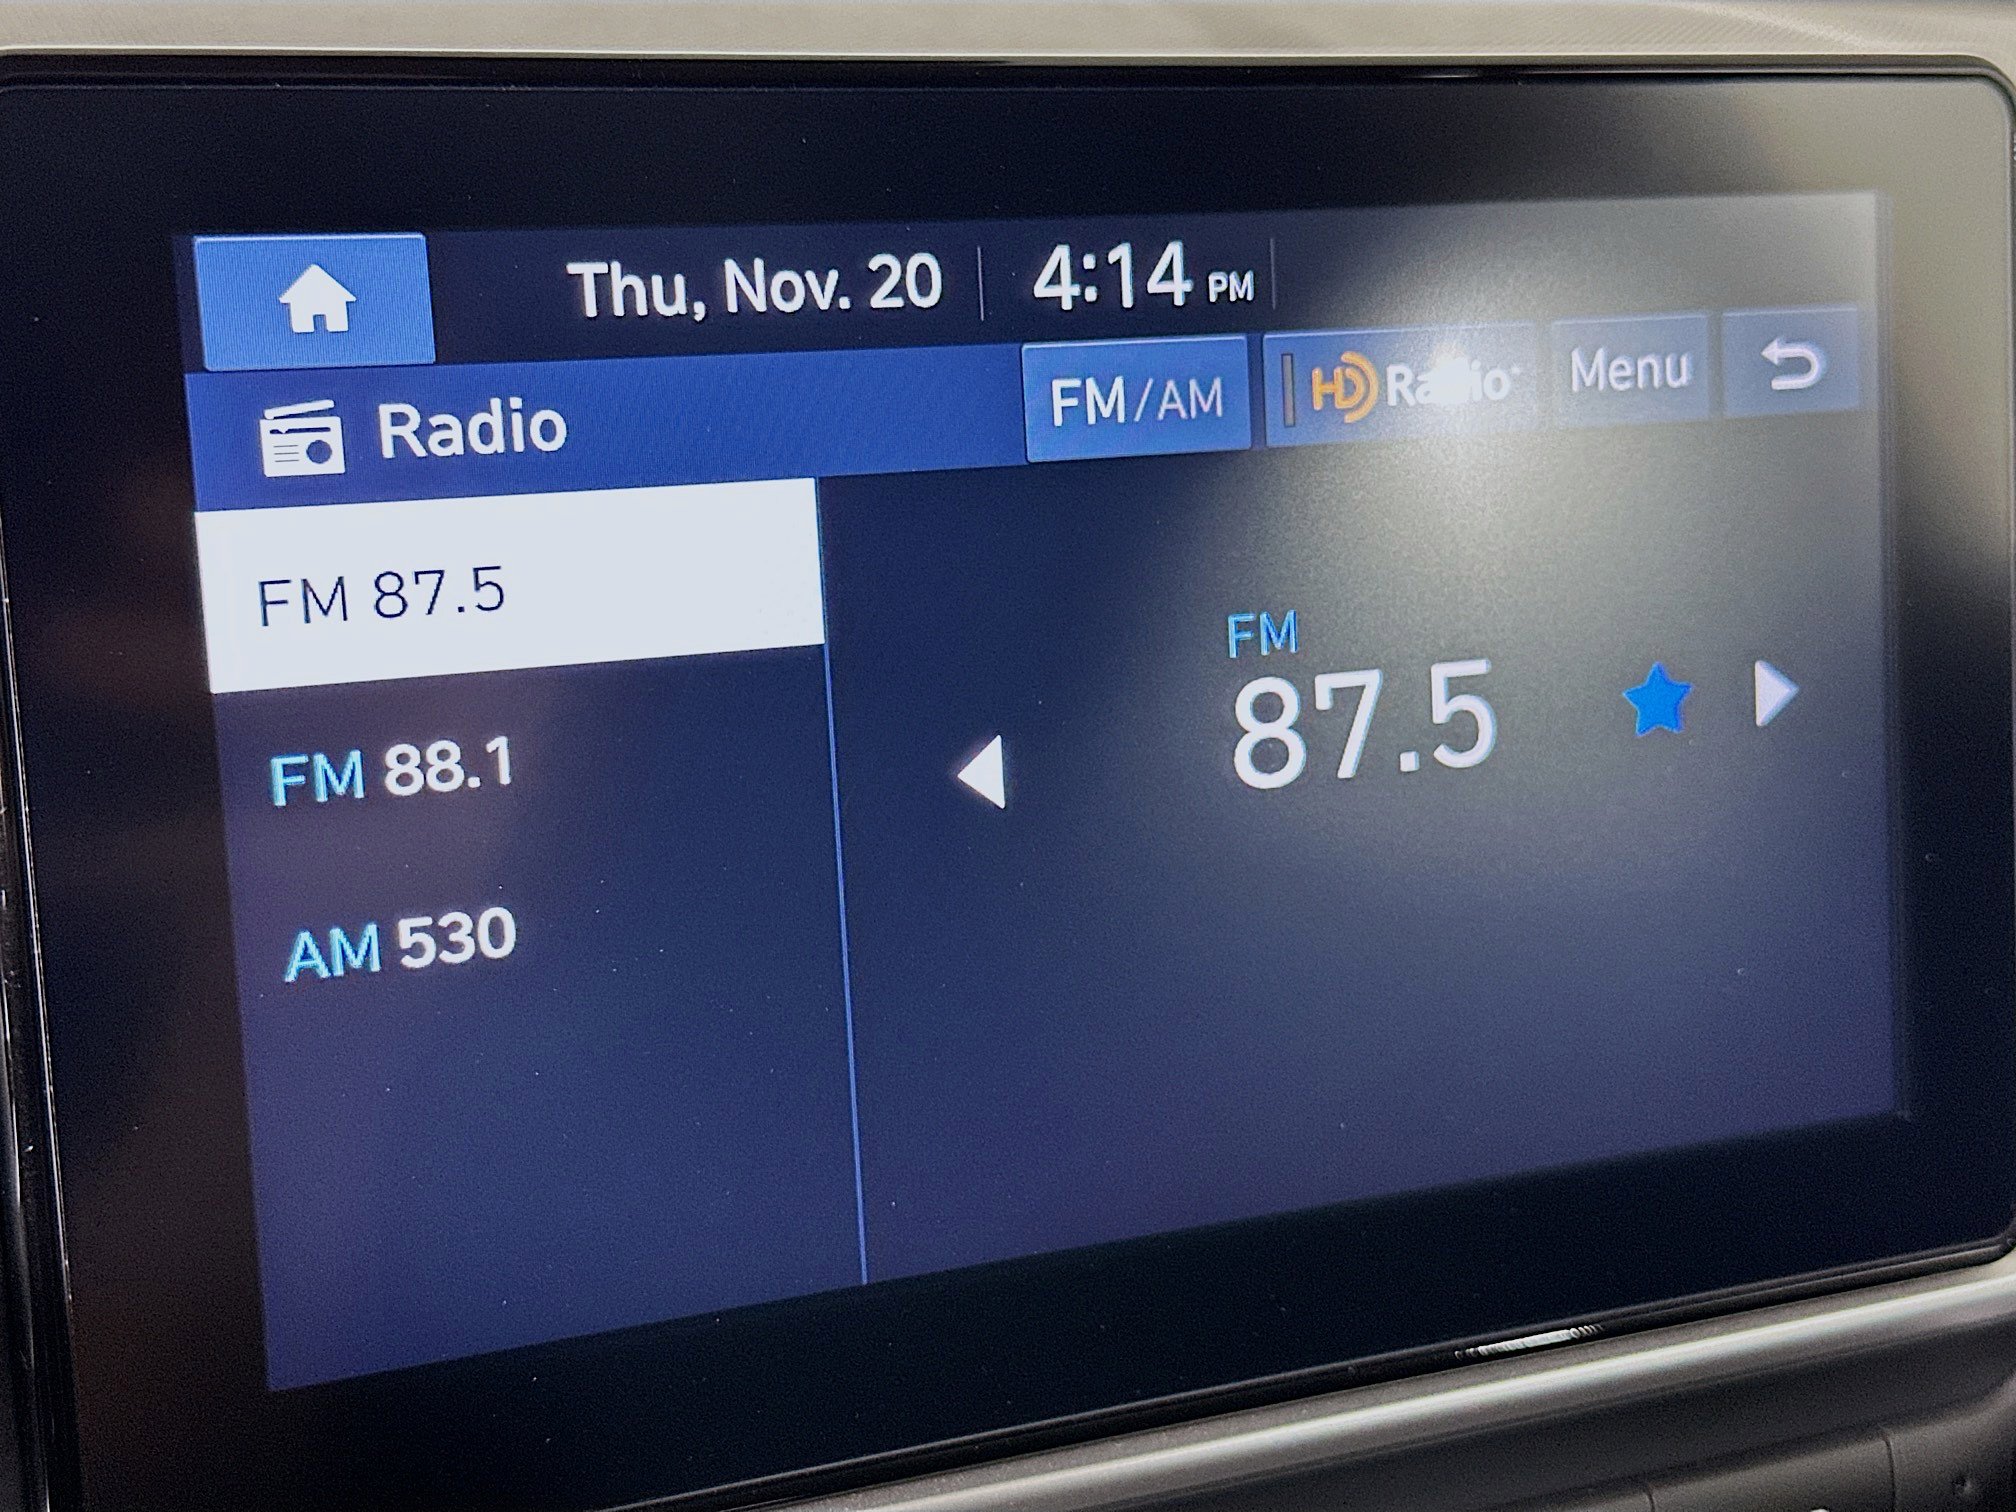 Thu, Nov. 20 4:14 PM
Radio FM/AM HD Radio Menu
FM 87.5
FM 88.1
AM 530
FM
87.5